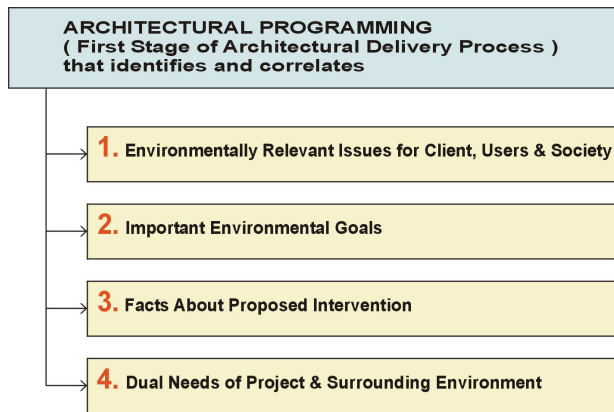 ARCHITECTURAL PROGRAMMING
( First Stage of Architectural Delivery Process )
that identifies and correlates
1. Environmentally Relevant Issues for Client, Users & Society
2. Important Environmental Goals
3. Facts About Proposed Intervention
4. Dual Needs of Project & Surrounding Environment